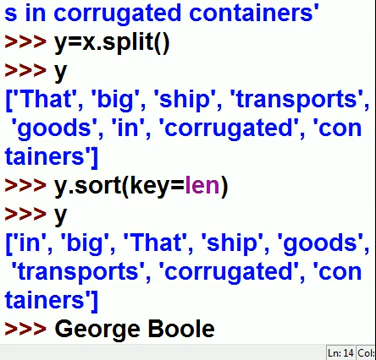 s in corrugated containers'
>>> y=x.split()
>>> y
['That', 'big', 'ship', 'transports',
'goods', 'in', 'corrugated', 'con
tainers']
>>> y.sort(key=len)
>>> y
['in', 'big', 'That', 'ship', 'goods',
'transports', 'corrugated', 'con
tainers']
>>> George Boole
Ln: 14 Col: